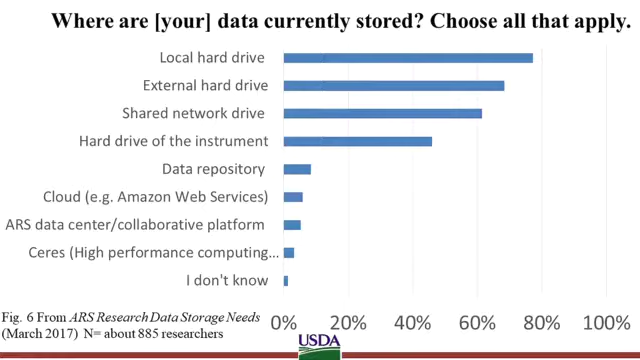 Where are [your] data currently stored? Choose all that apply.
Local hard drive
External hard drive
Shared network drive
Hard drive of the instrument
Data repository
Cloud (e.g. Amazon Web Services)
ARS data center/collaborative platform
Ceres (High performance computing...
I don't know
0% 20% 40% 60% 80% 100%
Fig. 6 From ARS Research Data Storage Needs
(March 2017) N= about 885 researchers
USDA